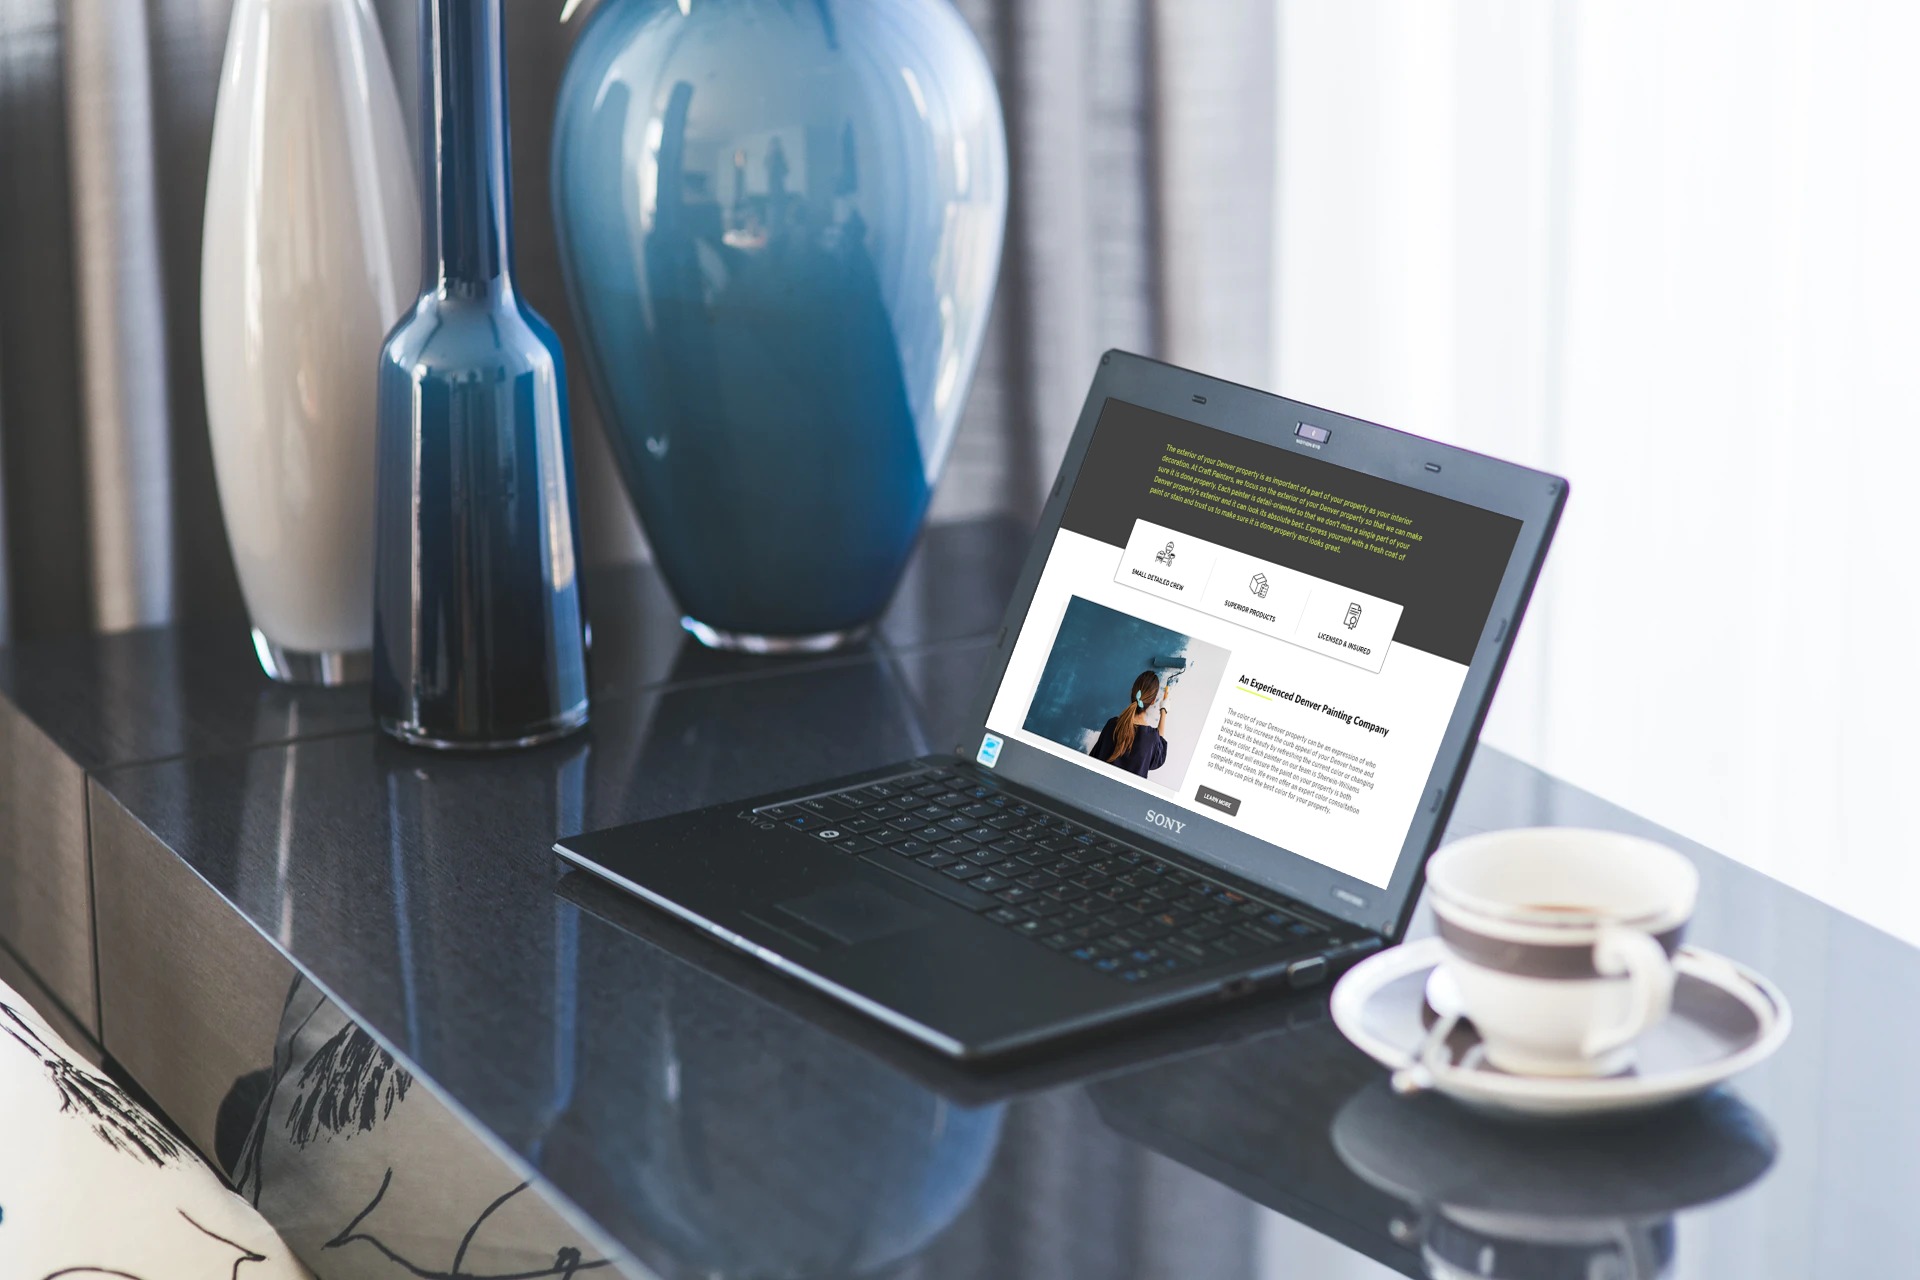 The exterior of your Denver property is as important of a part of your property as your interior
decoration. At Craft Painters, we focus on the exterior of your Denver property so that we can make
sure it is done properly. Each painter is detail-oriented so that we don't miss a single part of your
Denver property's exterior and it can look its absolute best. Express yourself with a fresh coat of
paint or stain and trust us to make sure it is done properly and looks great.
SMALL DETAILED CREW
SUPERIOR PRODUCTS
LICENSED & INSURED
An Experienced Denver Painting Company
The color of your Denver property can be an expression of who
you are. You increase the curb appeal of your Denver home and
bring back its beauty by refreshing the current color or changing
to a new color. Each painter on our team is Sherwin-Williams
certified and will ensure the paint on your property is both
complete and clean. We even offer an expert color consultation
so that you can pick the best color for your property.
LEARN MORE
SONY
VAIO